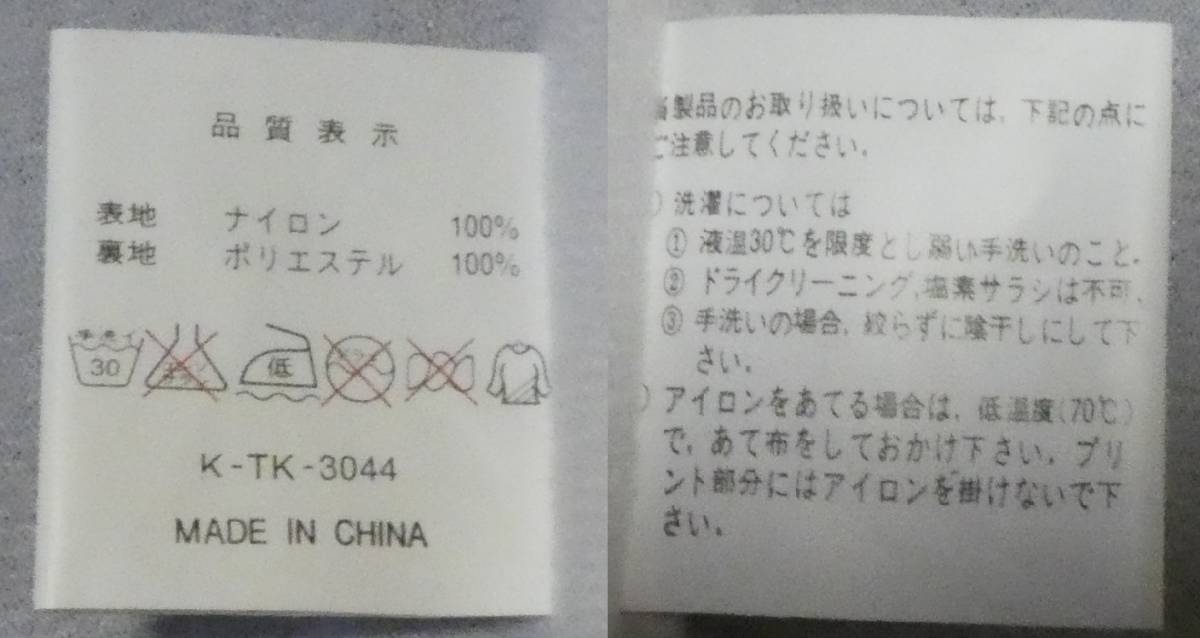 品質表示
表地 ナイロン 100%
裏地 ポリエステル 100%
手洗イ
30
低
K-TK-3044
MADE IN CHINA
製品のお取り扱いについては、下記の点に
ご注意してください。
) 洗濯については
① 液温30℃を限度とし弱い手洗いのこと。
② ドライクリーニング,塩素サラシは不可、
③ 手洗いの場合、絞らずに陰干しにして下
さい。
) アイロンをあてる場合は、低温度(70℃)
で、あて布をしておかけ下さい。プリ
ント部分にはアイロンを掛けないで下
さい。